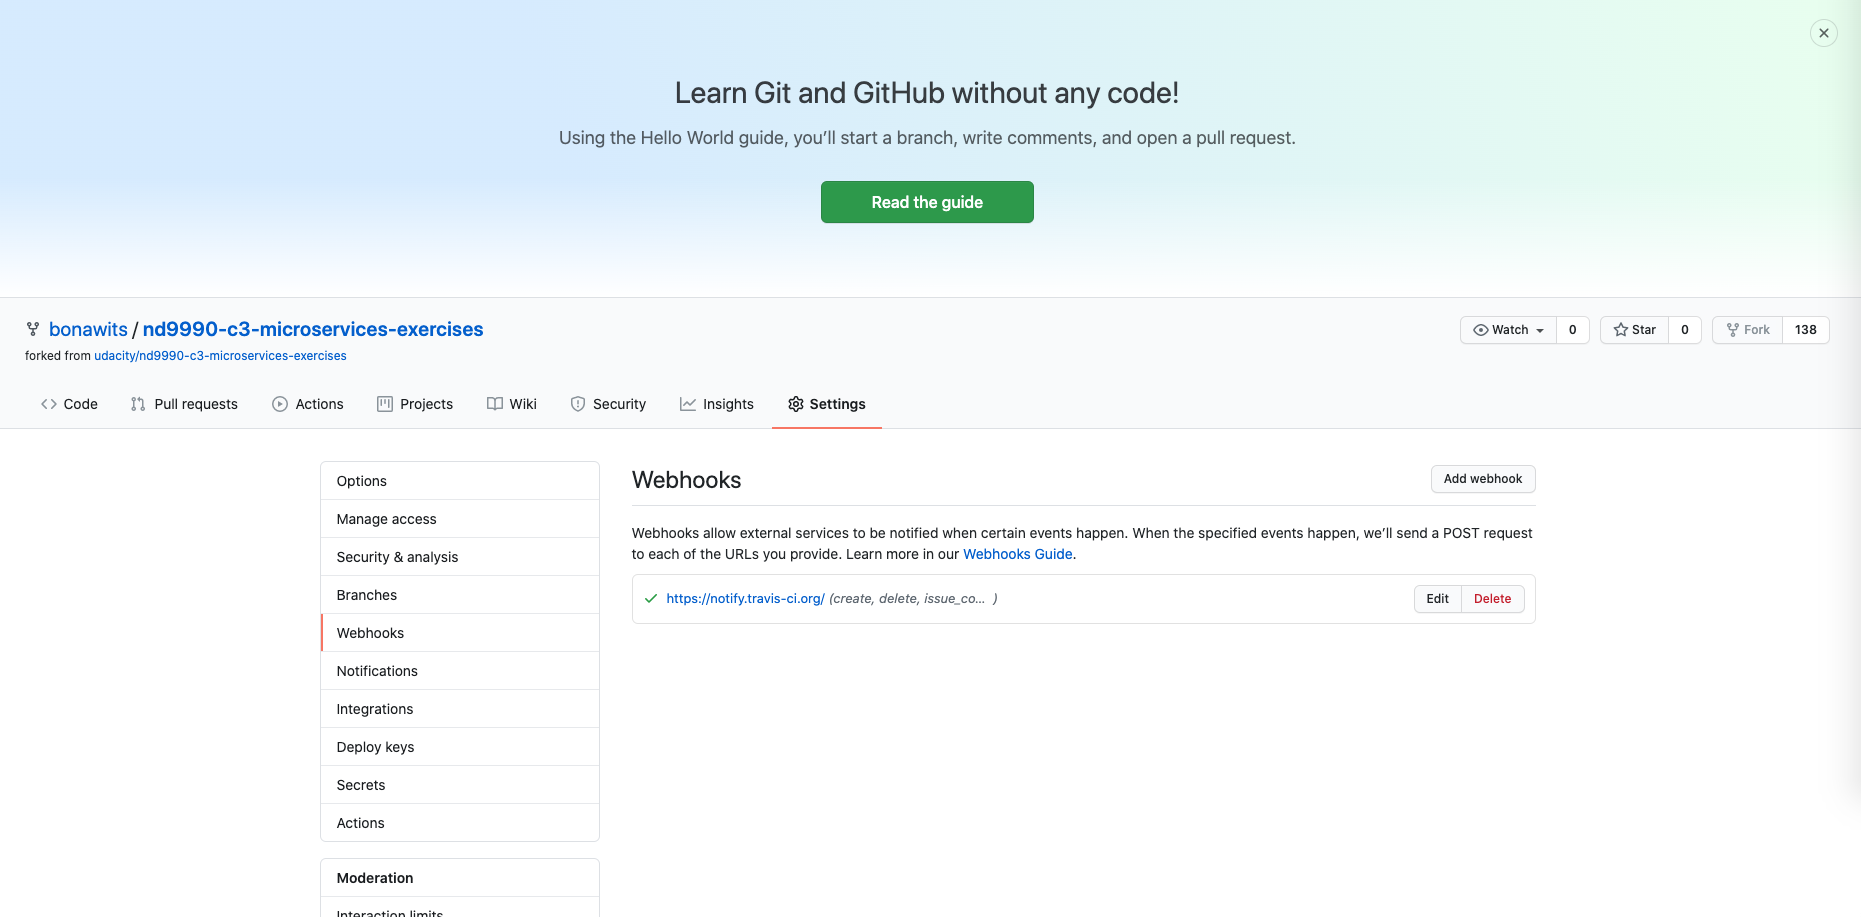 Learn Git and GitHub without any code!
Using the Hello World guide, you’ll start a branch, write comments, and open a pull request.
Read the guide
bonawits / nd9990-c3-microservices-exercises
forked from udacity/nd9990-c3-microservices-exercises
Watch 0 Star 0 Fork 138
Code Pull requests Actions Projects Wiki Security Insights Settings
Options
Manage access
Security & analysis
Branches
Webhooks
Notifications
Integrations
Deploy keys
Secrets
Actions
Moderation
Interaction limits
Webhooks
Add webhook
Webhooks allow external services to be notified when certain events happen. When the specified events happen, we’ll send a POST request
to each of the URLs you provide. Learn more in our Webhooks Guide.
https://notify.travis-ci.org/ (create, delete, issue_co… )
Edit Delete